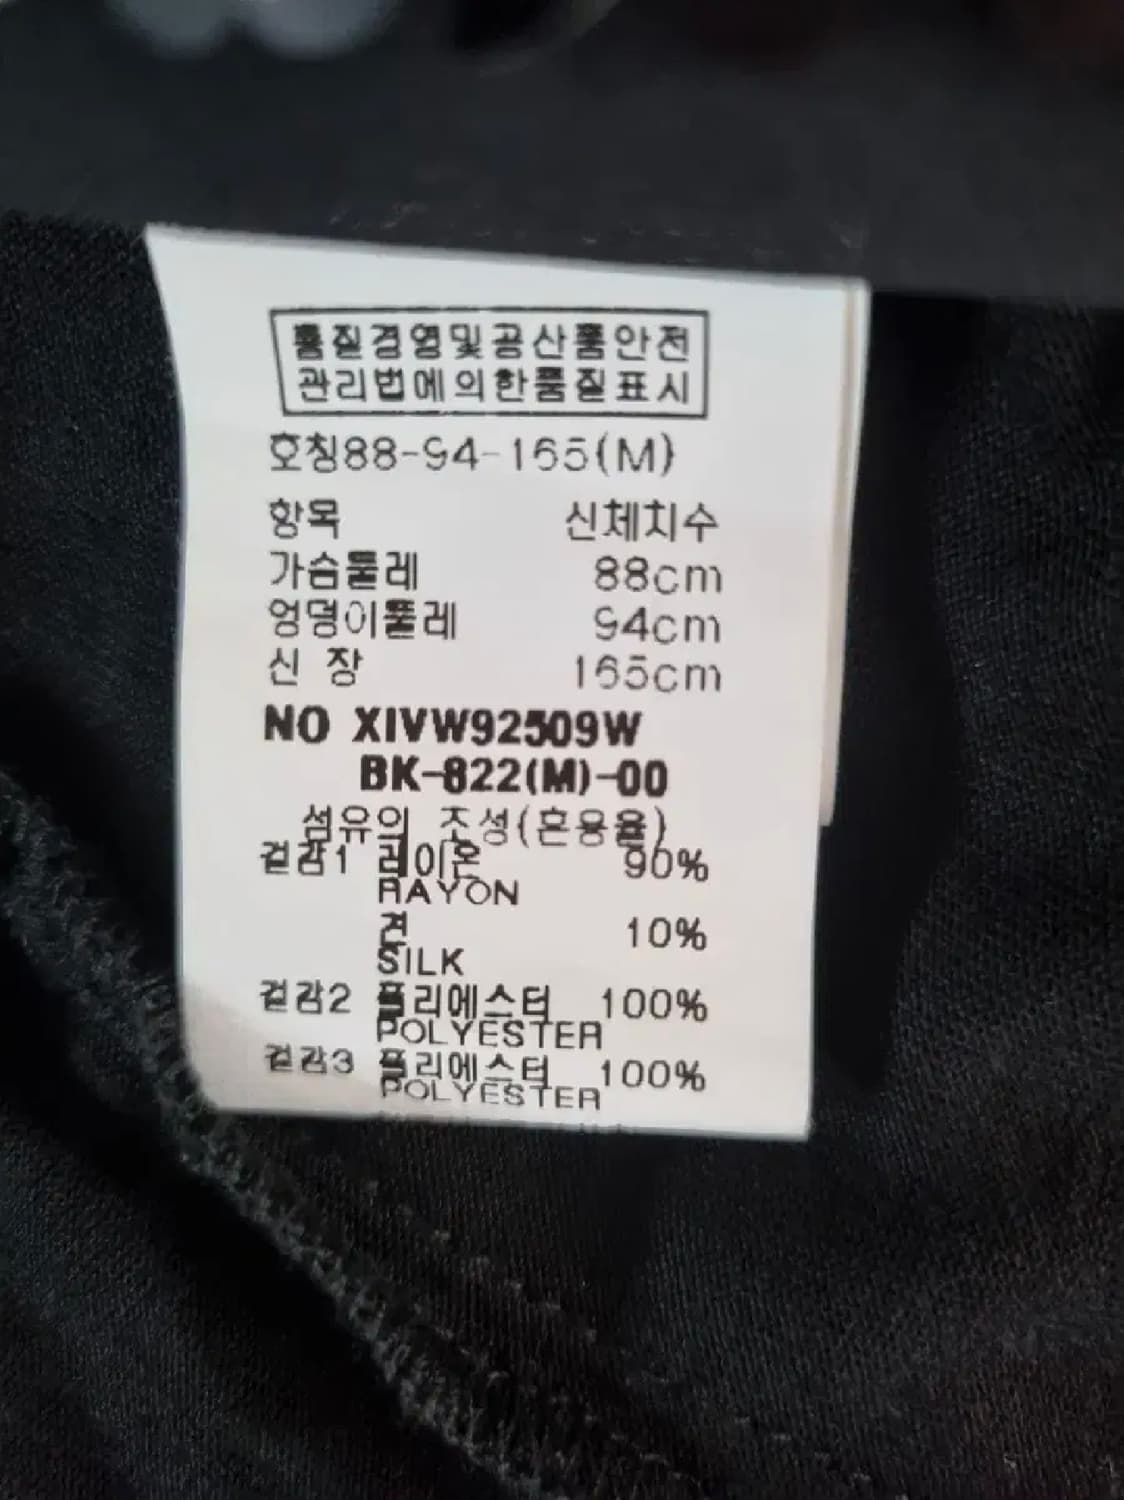 품질경영및공산품안전
관리법에의한품질표시
호칭88-94-165(M)
항목 신체치수
가슴둘레 88cm
엉덩이둘레 94cm
신 장 165cm
NO XIVW92509W
BK-822(M)-00
섬유의 조성(혼용율)
겉감1 레이온 90%
RAYON
견 10%
SILK
겉감2 폴리에스터 100%
POLYESTER
겉감3 폴리에스터 100%
POLYESTER